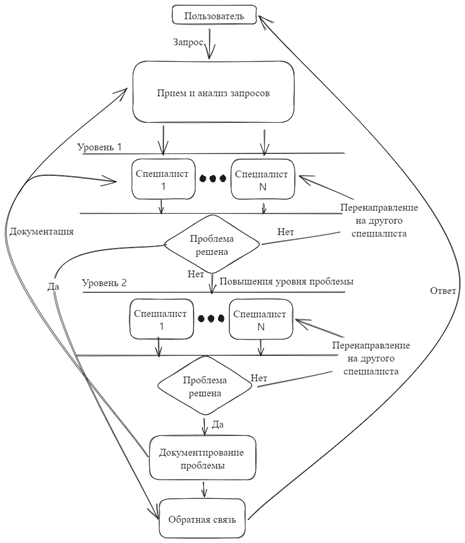 Пользователь
Запрос
Прием и анализ запросов
Уровень 1
Специалист
1
Специалист
N
Перенаправление
на другого
специалиста
Документация
Проблема
решена
Нет
Нет
Повышения уровня проблемы
Да
Уровень 2
Ответ
Специалист
1
Специалист
N
Перенаправление
на другого
специалиста
Проблема
решена
Нет
Да
Документирование
проблемы
Обратная связь